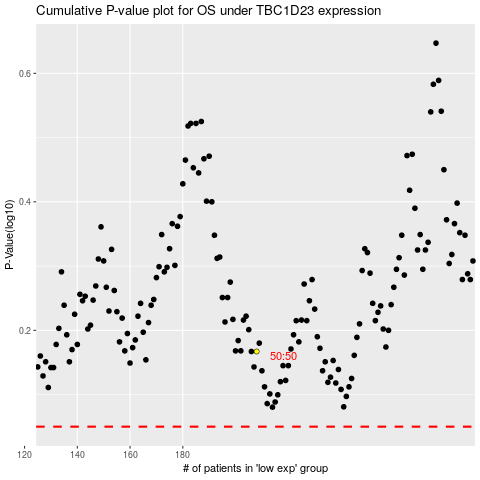 Cumulative P-value plot for OS under TBC1D23 expression
P-Value(log10)
0.6
0.4
0.2
50:50
120 140 160 180
# of patients in 'low exp' group